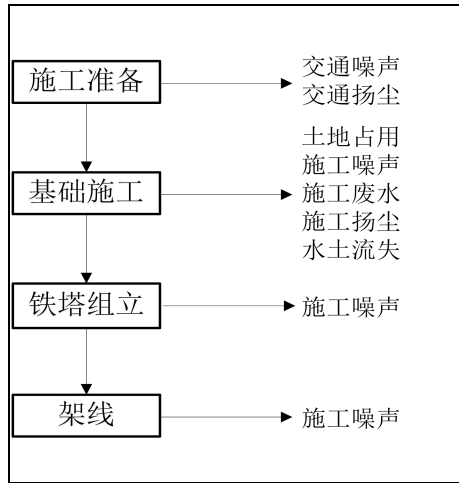 施工准备
交通噪声
交通扬尘
基础施工
土地占用
施工噪声
施工废水
施工扬尘
水土流失
铁塔组立
施工噪声
架线
施工噪声